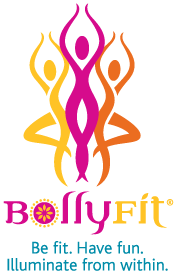 BollyFit®
Be fit. Have fun.
Illuminate from within.